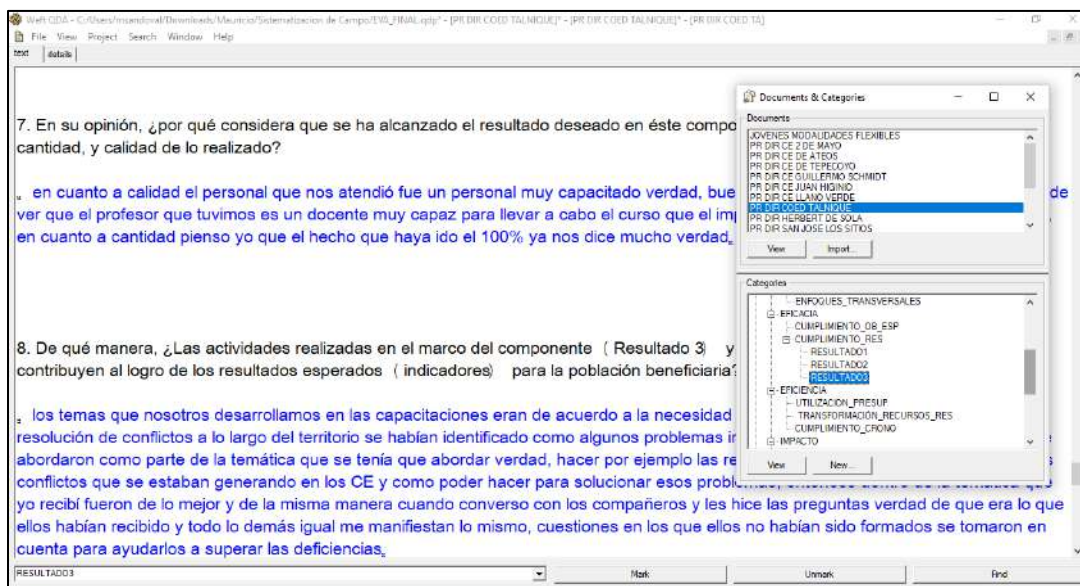 Weft QDA - C:/Users/msandoval/Downloads/Mauricio/Sistematizacion de Campo/EVA_FINAL.qdp* - [PR DIR COED TALNIQUE]* - [PR DIR COED TALNIQUE]* - [PR DIR COED TA]
File View Project Search Window Help
text details
7. En su opinión, ¿por qué considera que se ha alcanzado el resultado deseado en éste compo
cantidad, y calidad de lo realizado?
en cuanto a calidad el personal que nos atendió fue un personal muy capacitado verdad, bue de
ver que el profesor que tuvimos es un docente muy capaz para llevar a cabo el curso que el imp
en cuanto a cantidad pienso yo que el hecho que haya ido el 100% ya nos dice mucho verdad
8. De qué manera, ¿Las actividades realizadas en el marco del componente ( Resultado 3) y
contribuyen al logro de los resultados esperados ( indicadores) para la población beneficiaria?
los temas que nosotros desarrollamos en las capacitaciones eran de acuerdo a la necesidad
resolución de conflictos a lo largo del territorio se habían identificado como algunos problemas
abordaron como parte de la temática que se tenía que abordar verdad, hacer por ejemplo las re
conflictos que se estaban generando en los CE y como poder hacer para solucionar esos
yo recibí fueron de lo mejor y de la misma manera cuando converso con los compañeros y les hice las preguntas verdad de que era lo que
ellos habían recibido y todo lo demás igual me manifiestan lo mismo, cuestiones en los que ellos no habían sido formados se tomaron en
cuenta para ayudarlos a superar las deficiencias
RESULTADO3
Mark Unmark Find
Documents & Categories
Documents
JOVENES MODALIDADES FLEXIBLES
PR DIR CE 2 DE MAYO
PR DIR CE DE ATEOS
PR DIR CE DE TEPECOYO
PR DIR CE GUILLERMO SCHMIDT
PR DIR CE JUAN HIGINIO
PR DIR CE LLANO VERDE
PR DIR COED TALNIQUE
PR DIR HERBERT DE SOLA
PR DIR SAN JOSE LOS SITIOS
View Import...
Categories
ENFOQUES_TRANSVERSALES
EFICACIA
CUMPLIMIENTO_OB_ESP
CUMPLIMIENTO_RES
RESULTADO1
RESULTADO2
RESULTADO3
EFICIENCIA
UTILIZACION_PRESUP
TRANSFORMACIÓN_RECURSOS_RES
CUMPLIMIENTO_CRONO
IMPACTO
View New...